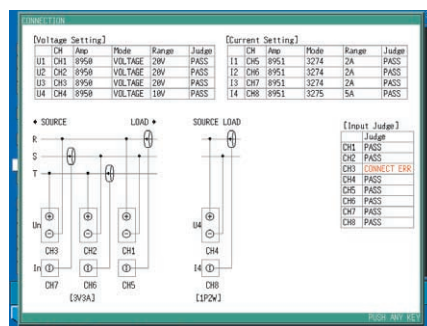 CONNECTION
[Voltage Setting]
CH Amp Mode Range Judge
U1 CH1 8950 VOLTAGE 20V PASS
U2 CH2 8950 VOLTAGE 20V PASS
U3 CH3 8950 VOLTAGE 20V PASS
U4 CH4 8950 VOLTAGE 10V PASS
[Current Setting]
CH Amp Mode Range Judge
I1 CH5 8951 3274 2A PASS
I2 CH6 8951 3274 2A PASS
I3 CH7 8951 3274 2A PASS
I4 CH8 8951 3275 5A PASS
◆ SOURCE LOAD ◆
R
S
T
Un
CH3 CH2 CH1
In
CH7 CH6 CH5
[3V3A]
SOURCE LOAD
U4
CH4
I4
CH8
[1P2W]
[Input Judge]
Judge
CH1 PASS
CH2 PASS
CH3 CONNECT ERR
CH4 PASS
CH5 PASS
CH6 PASS
CH7 PASS
CH8 PASS
PUSH ANY KEY